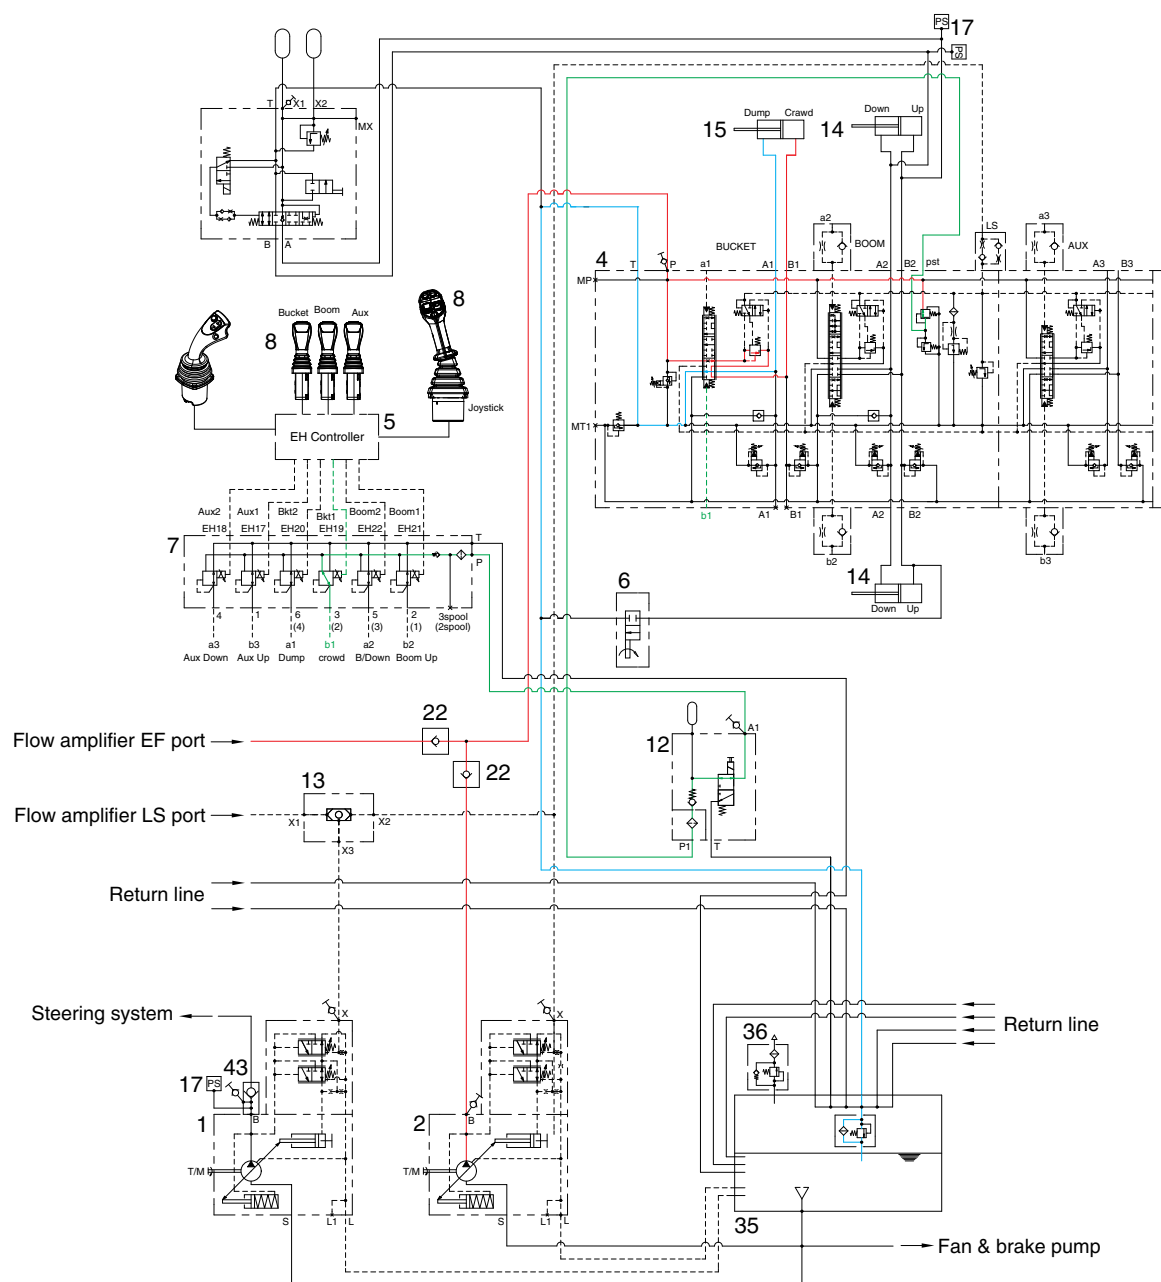 PS 17
PS
T X1 X2
MX
B A
Dump Crawd
15
Down Up
14
a2
BOOM
LS
a3
AUX
BUCKET
4 T P a1 A1 B1 A2 B2 pst A3 B3
MP
MT1
b1 A1 B1 A2 B2
b2
b3
14
Down Up
Bucket Boom Aux
8
8
Joystick
5
EH Controller
Aux2 Aux1 Bkt2 Bkt1 Boom2 Boom1
EH18 EH17 EH20 EH19 EH22 EH21
7
T
P
4 1 6 3 5 2
(4) (2) (3) (1)
3spool
(2spool)
a3 b3 a1 b1 a2 b2
Aux Down Aux Up Dump crowd B/Down Boom Up
6
Flow amplifier EF port
22
22
12
A1
P1 T
13
Flow amplifier LS port
X1 X2
X3
Return line
Steering system
X
X
43
17 PS
B
B
1
2
T/M
T/M
S L1 L
S L1 L
36
Return line
35
Fan & brake pump